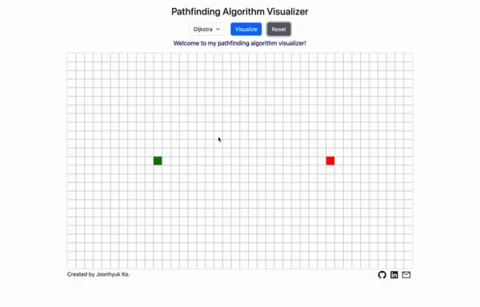 Pathfinding Algorithm Visualizer
Dijkstra Visualize Reset
Welcome to my pathfinding algorithm visualizer!
Created by Joonhyuk Ko.